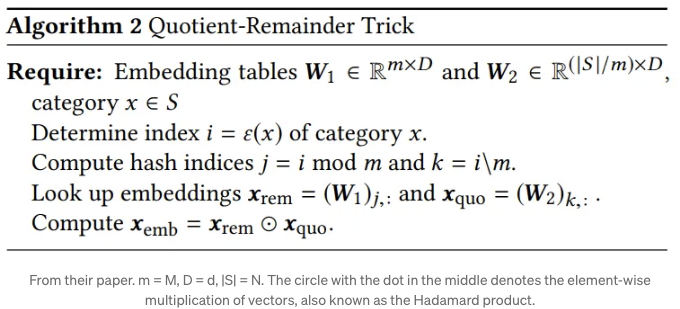 Algorithm 2 Quotient-Remainder Trick
Require: Embedding tables W₁ ∈ ℝ^{m×D} and W₂ ∈ ℝ^{(|S|/m)×D},
category x ∈ S
Determine index i = ε(x) of category x.
Compute hash indices j = i mod m and k = i\m.
Look up embeddings x_rem = (W₁)_{j,:} and x_quo = (W₂)_{k,:} .
Compute x_emb = x_rem ⊙ x_quo.
From their paper. m = M, D = d, |S| = N. The circle with the dot in the middle denotes the element-wise
multiplication of vectors, also known as the Hadamard product.